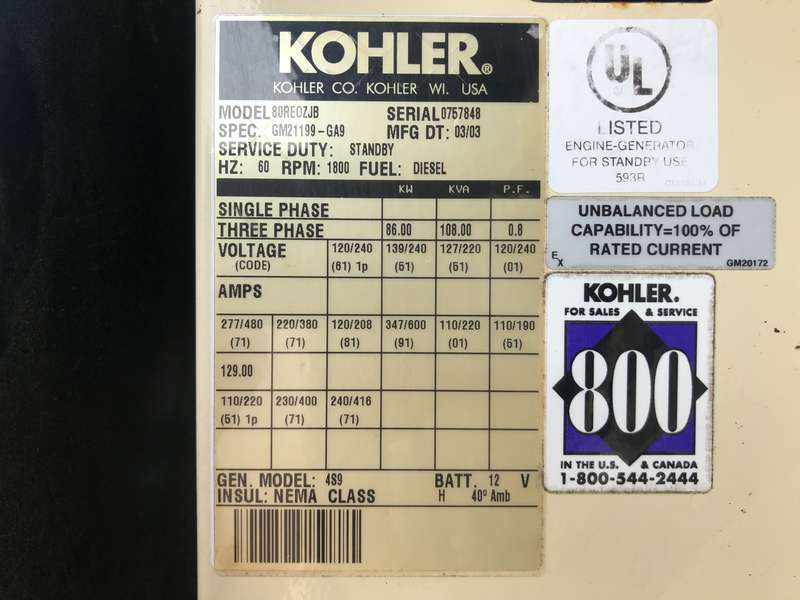 KOHLER®
KOHLER CO. KOHLER WI. USA
MODEL 80REOZJB SERIAL 0757848
SPEC. GM21199-GA9 MFG DT: 03/03
SERVICE DUTY: STANDBY
HZ: 60 RPM: 1800 FUEL: DIESEL
KW KVA P.F.
SINGLE PHASE
THREE PHASE 86.00 108.00 0.8
VOLTAGE 120/240 139/240 127/220 120/240
(CODE) (61) 1p (51) (51) (01)
AMPS
277/480 220/380 120/208 347/600 110/220 110/190
(71) (71) (81) (91) (01) (51)
129.00
110/220 230/400 240/416
(51) 1p (71) (71)
GEN. MODEL: 4S9 BATT. 12 V
INSUL: NEMA CLASS H 40° Amb
UL
LISTED
ENGINE-GENERATOR
FOR STANDBY USE
593R
UNBALANCED LOAD
CAPABILITY=100% OF
RATED CURRENT
EX GM20172
KOHLER.
FOR SALES & SERVICE
800
IN THE U.S. & CANADA
1-800-544-2444